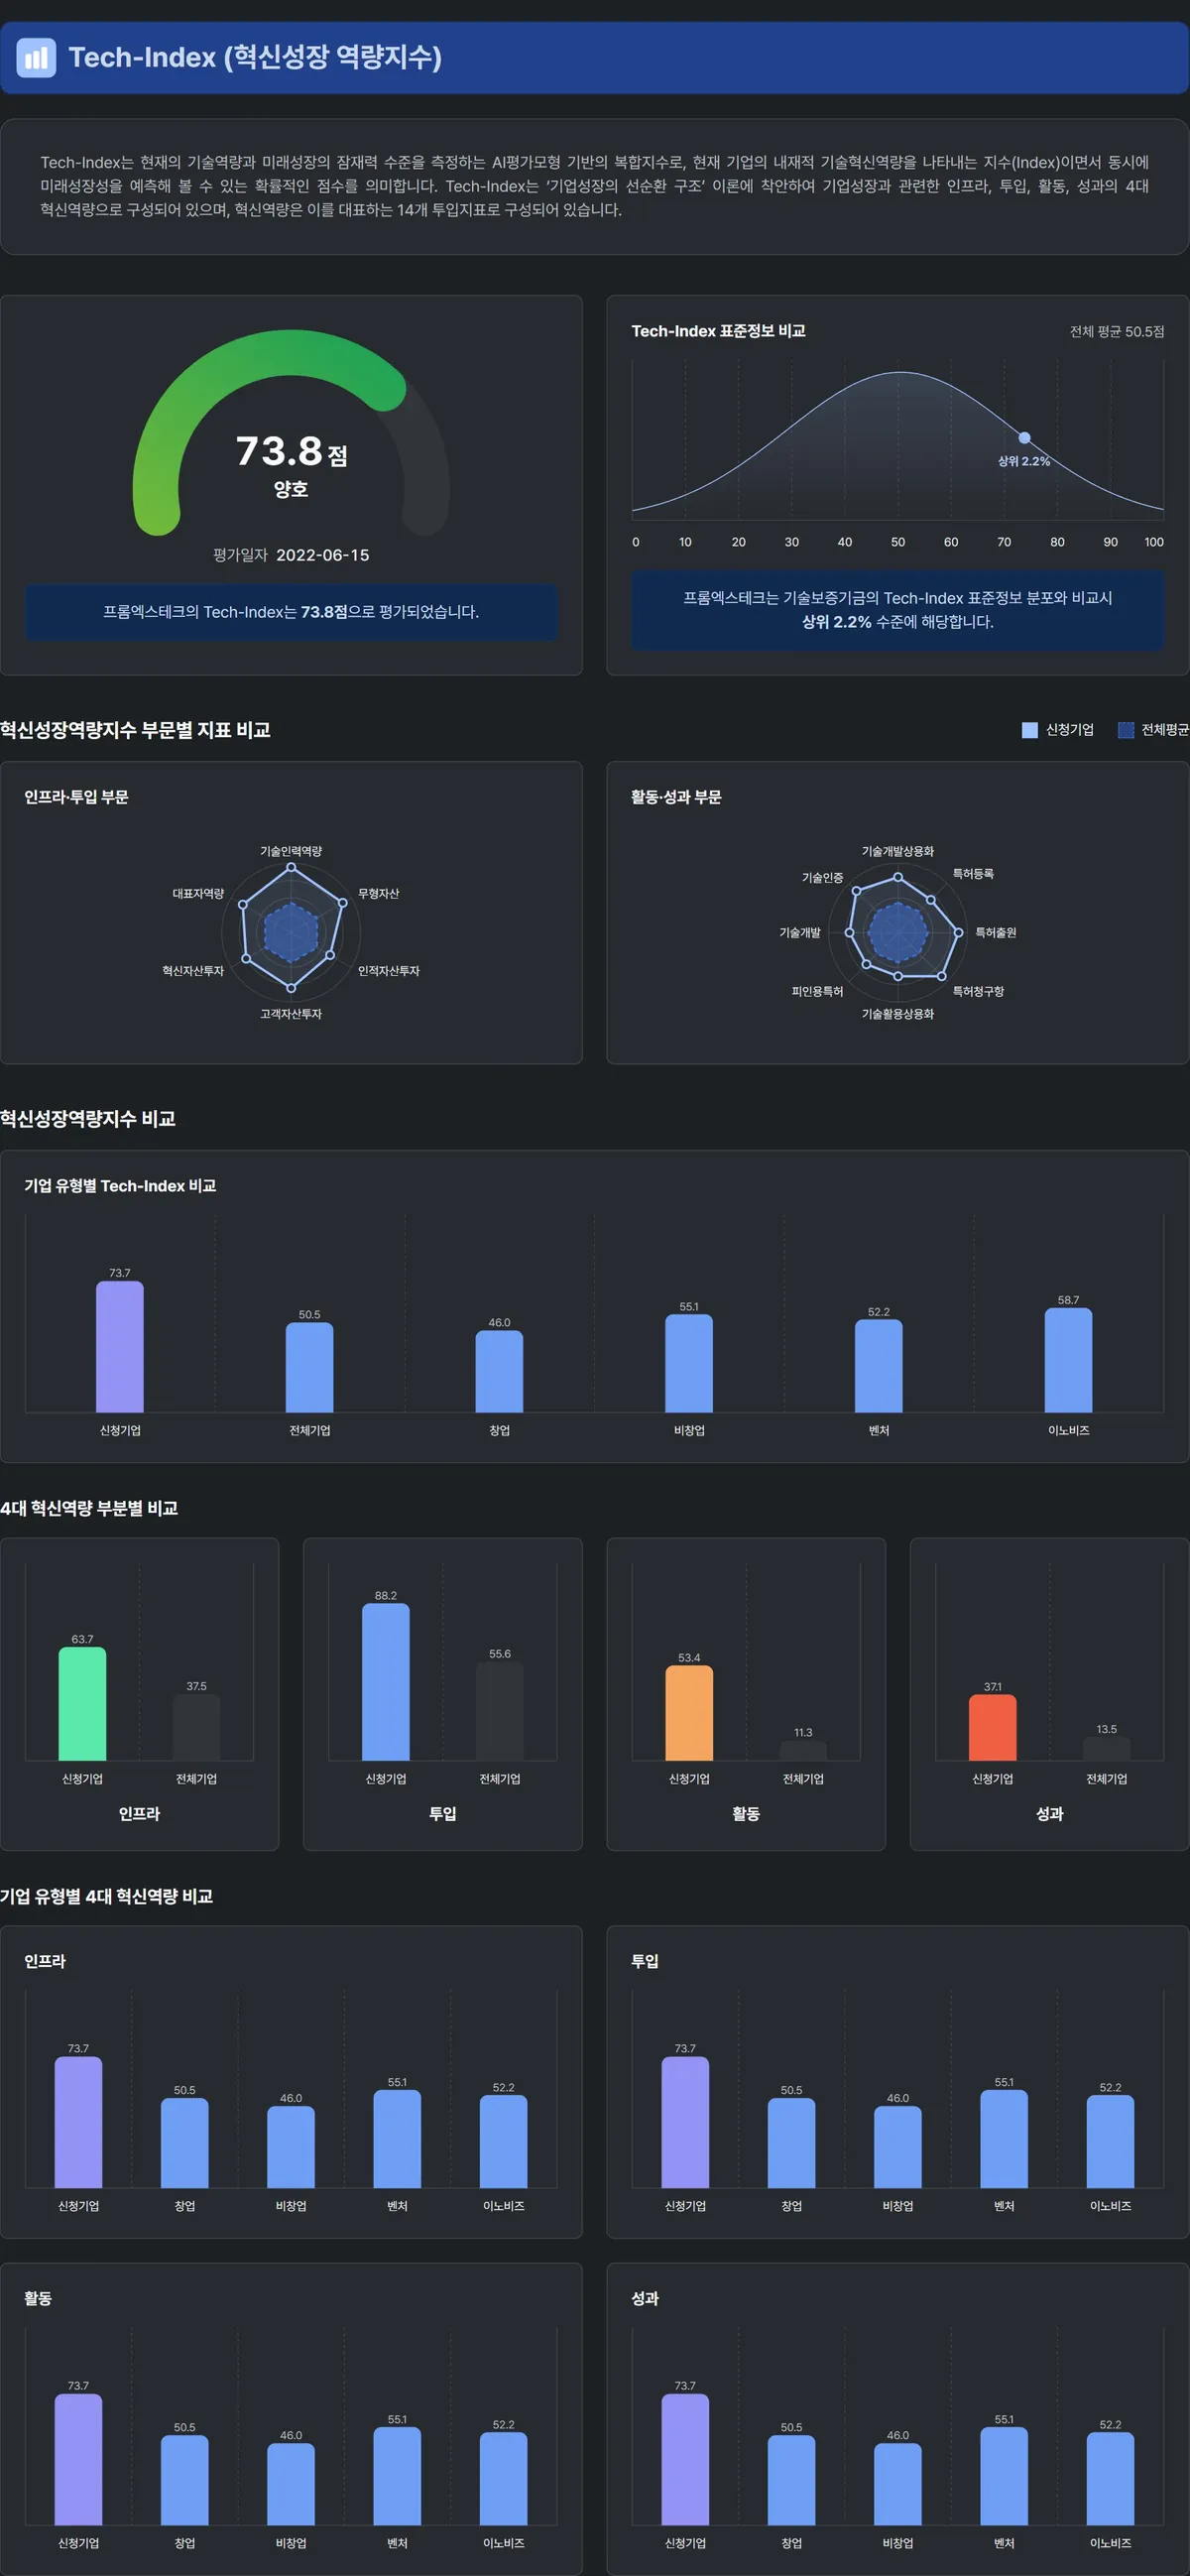 Tech-Index (혁신성장 역량지수)
Tech-Index는 현재의 기술역량과 미래성장의 잠재력 수준을 측정하는 AI평가모형 기반의 복합지수로, 현재 기업의 내재적 기술혁신역량을 나타내는 지수(Index)이면서 동시에
미래성장성을 예측해 볼 수 있는 확률적인 점수를 의미합니다. Tech-Index는 ‘기업성장의 선순환 구조’ 이론에 착안하여 기업성장과 관련한 인프라, 투입, 활동, 성과의 4대
혁신역량으로 구성되어 있으며, 혁신역량은 이를 대표하는 14개 투입지표로 구성되어 있습니다.
73.8점
양호
평가일자 2022-06-15
프롬엑스테크의 Tech-Index는 73.8점으로 평가되었습니다.
Tech-Index 표준정보 비교
전체 평균 50.5점
상위 2.2%
0 10 20 30 40 50 60 70 80 90 100
프롬엑스테크는 기술보증기금의 Tech-Index 표준정보 분포와 비교시
상위 2.2% 수준에 해당합니다.
혁신성장역량지수 부문별 지표 비교
신청기업 전체평균
인프라·투입 부문
기술인력역량
대표자역량 무형자산
혁신자산투자 인적자산투자
고객자산투자
활동·성과 부문
기술개발상용화
기술인증 특허등록
기술개발 특허출원
피인용특허 특허청구항
기술활용상용화
혁신성장역량지수 비교
기업 유형별 Tech-Index 비교
73.7 50.5 46.0 55.1 52.2 58.7
신청기업 전체기업 창업 비창업 벤처 이노비즈
4대 혁신역량 부분별 비교
63.7 37.5
신청기업 전체기업
인프라
88.2 55.6
신청기업 전체기업
투입
53.4 11.3
신청기업 전체기업
활동
37.1 13.5
신청기업 전체기업
성과
기업 유형별 4대 혁신역량 비교
인프라
73.7 50.5 46.0 55.1 52.2
신청기업 창업 비창업 벤처 이노비즈
투입
73.7 50.5 46.0 55.1 52.2
신청기업 창업 비창업 벤처 이노비즈
활동
73.7 50.5 46.0 55.1 52.2
신청기업 창업 비창업 벤처 이노비즈
성과
73.7 50.5 46.0 55.1 52.2
신청기업 창업 비창업 벤처 이노비즈